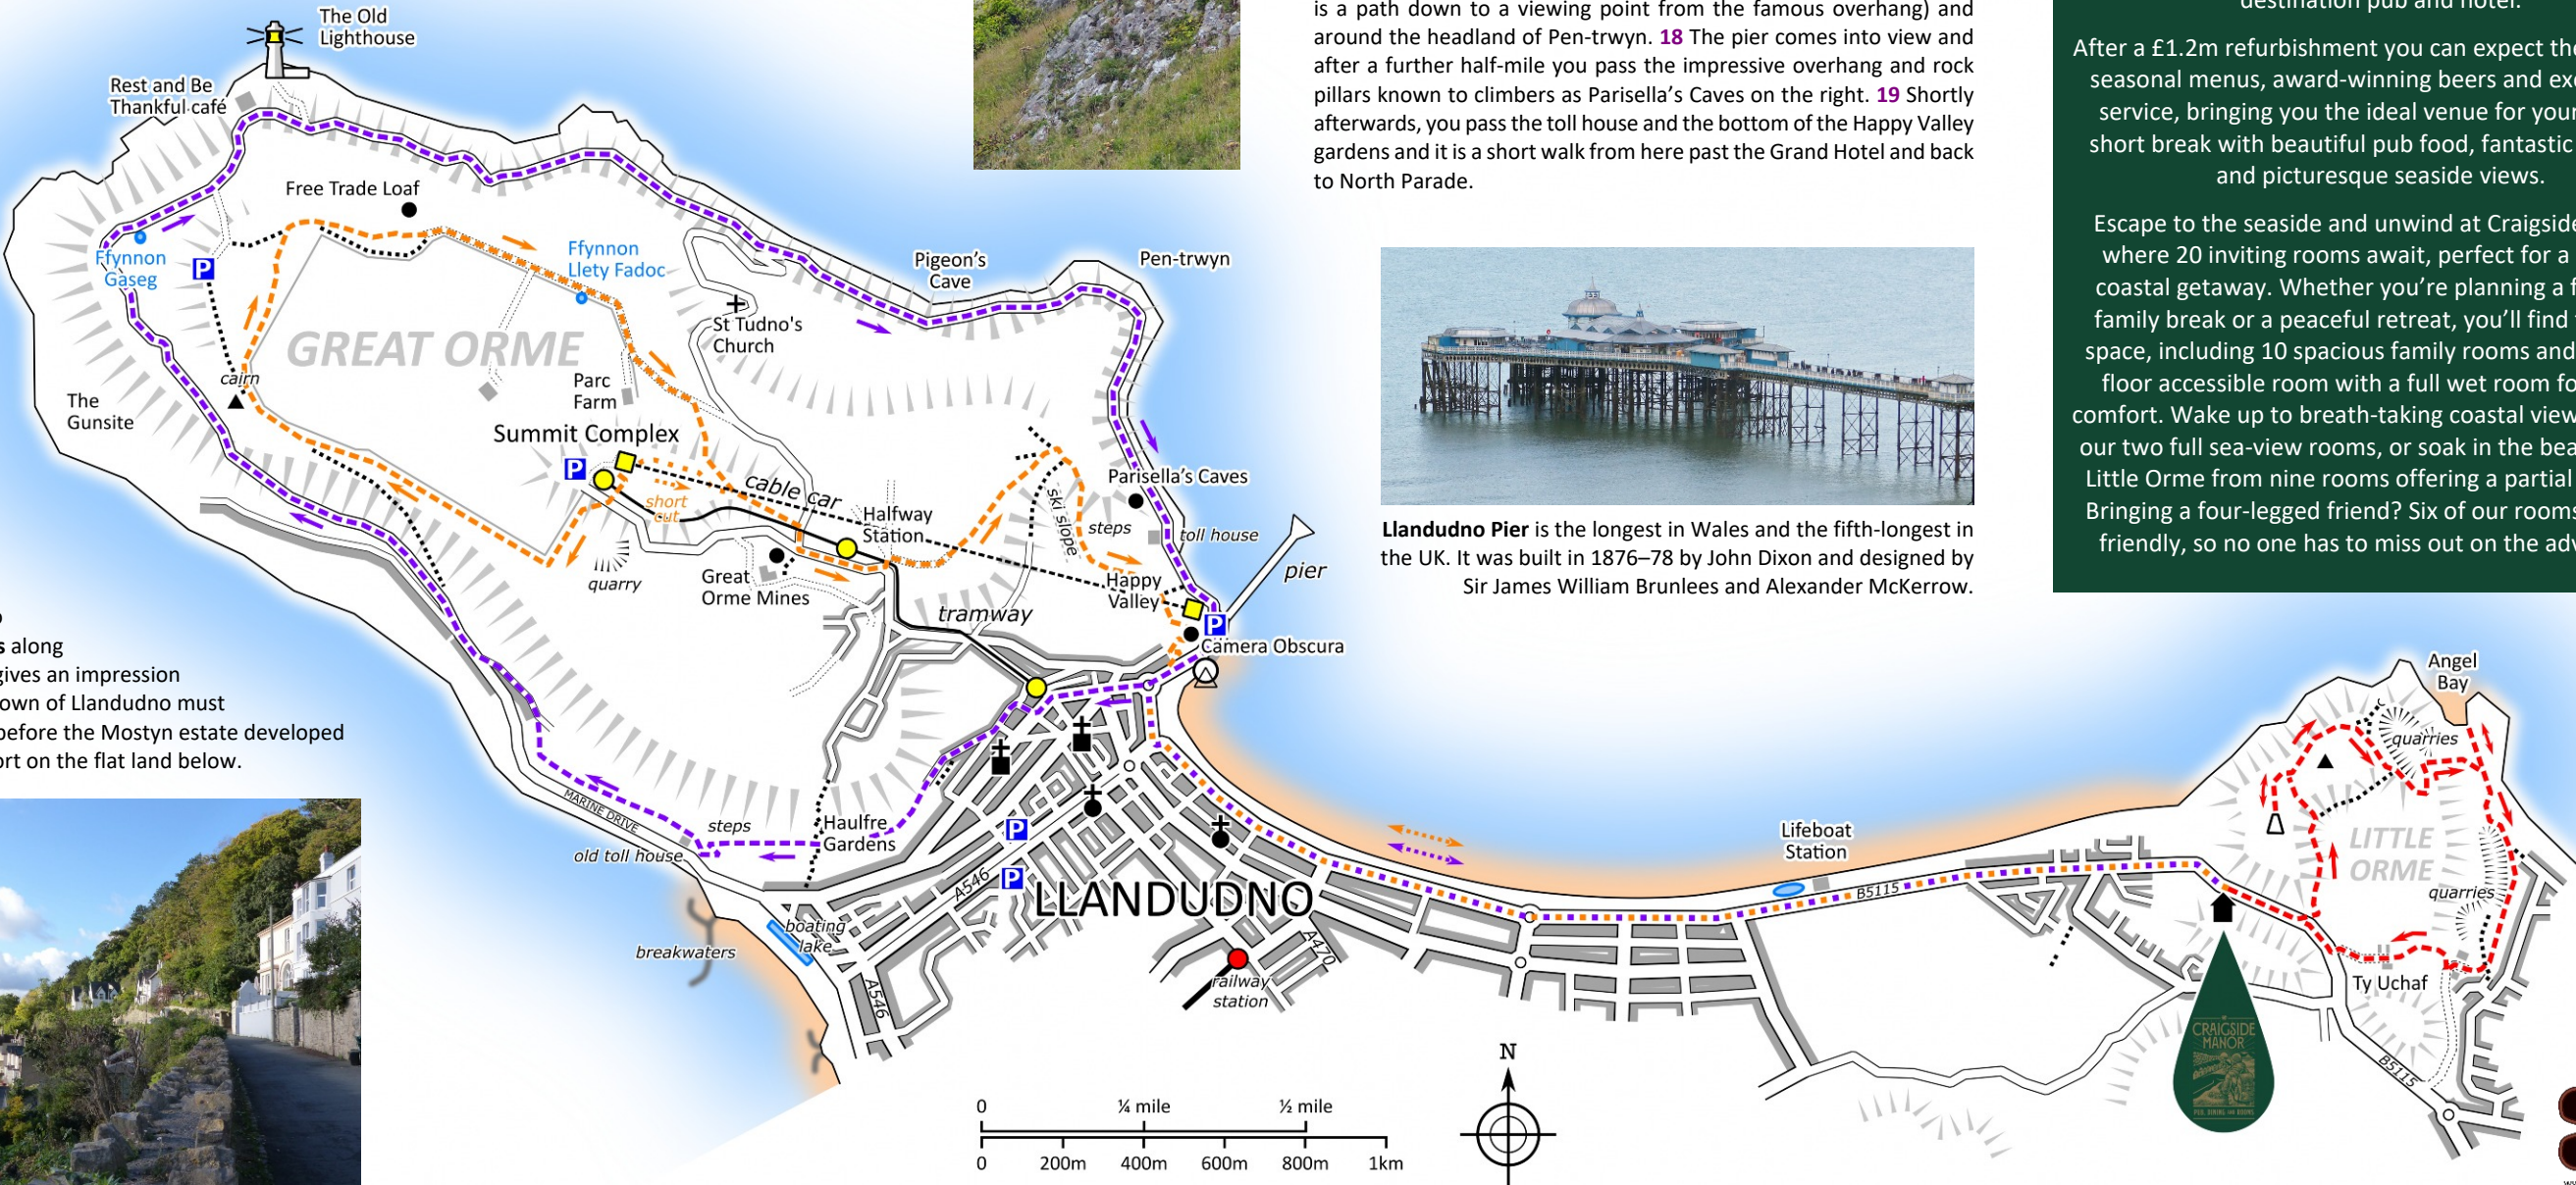 is a path down to a viewing point from the famous overhang) and
around the headland of Pen-trwyn. 18 The pier comes into view and
after a further half-mile you pass the impressive overhang and rock
pillars known to climbers as Parisella’s Caves on the right. 19 Shortly
afterwards, you pass the toll house and the bottom of the Happy Valley
gardens and it is a short walk from here past the Grand Hotel and back
to North Parade.
destination pub and hotel.
After a £1.2m refurbishment you can expect the
seasonal menus, award-winning beers and
service, bringing you the ideal venue for your
short break with beautiful pub food, fantastic
and picturesque seaside views.
Escape to the seaside and unwind at Craigside
where 20 inviting rooms await, perfect for a
coastal getaway. Whether you’re planning a
family break or a peaceful retreat, you’ll find
space, including 10 spacious family rooms and
floor accessible room with a full wet room
comfort. Wake up to breath-taking coastal
our two full sea-view rooms, or soak in the
Little Orme from nine rooms offering a partial
Bringing a four-legged friend? Six of our rooms
friendly, so no one has to miss out on the
Llandudno Pier is the longest in Wales and the fifth-longest in
the UK. It was built in 1876–78 by John Dixon and designed by
Sir James William Brunlees and Alexander McKerrow.
The Old
Lighthouse
Rest and Be
Thankful café
Free Trade Loaf
Ffynnon
Gaseg
P
Ffynnon
Llety Fadoc
Pigeon’s
Cave
Pen-trwyn
St Tudno's
Church
GREAT ORME
cairn
The
Gunsite
Parc
Farm
Summit Complex
P
short
cut
cable car
Halfway
Station
quarry
Great
Orme Mines
tramway
ski slope
steps
Parisella’s Caves
toll house
Happy
Valley
pier
P
Camera Obscura
along
gives an impression
own of Llandudno must
before the Mostyn estate developed
ort on the flat land below.
MARINE DRIVE
steps
old toll house
Haulfre
Gardens
P
P
A546
LLANDUDNO
boating
lake
breakwaters
A546
A470
railway
station
Lifeboat
Station
B5115
Angel
Bay
quarries
LITTLE
ORME
quarries
Ty Uchaf
B5115
CRAIGSIDE
MANOR
PUB, DINING AND ROOMS
N
0 ¼ mile ½ mile
0 200m 400m 600m 800m 1km